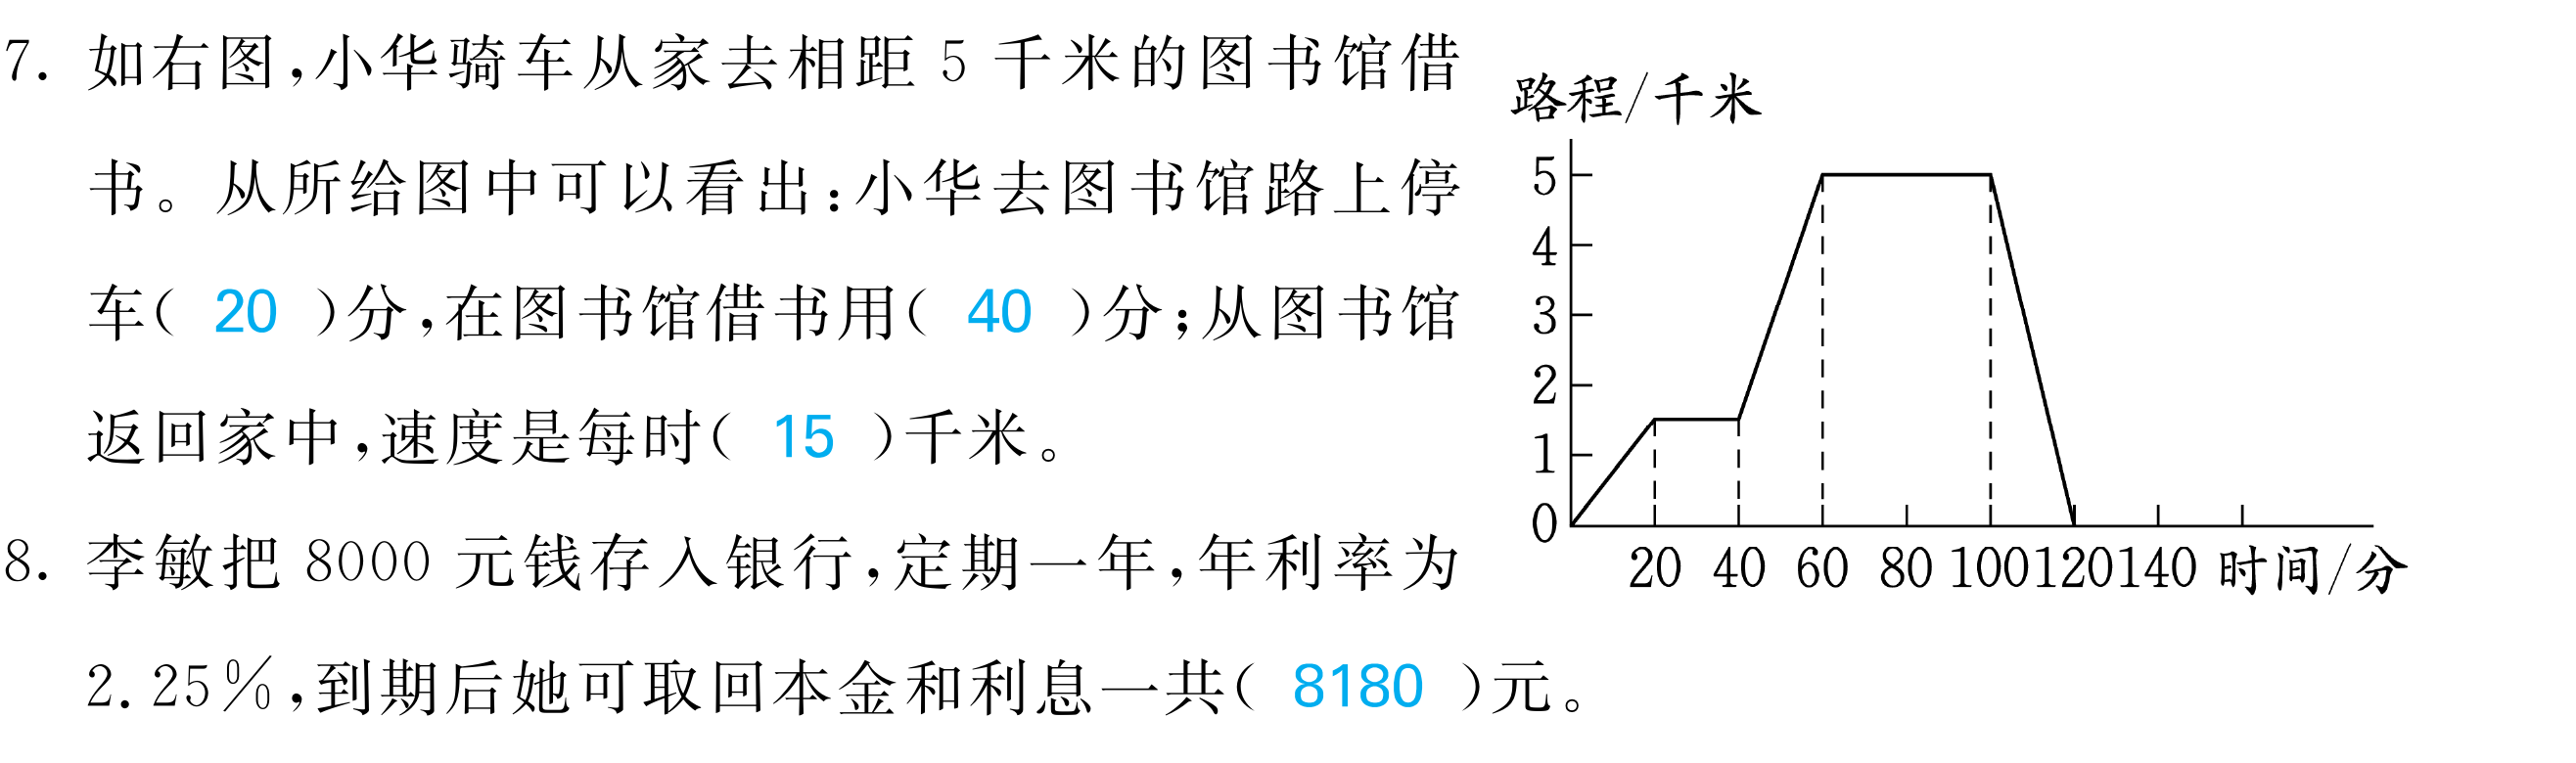 7. 如右图,小华骑车从家去相距 5 千米的图书馆借
书。从所给图中可以看出:小华去图书馆路上停
车( 20 )分,在图书馆借书用( 40 )分;从图书馆
返回家中,速度是每时( 15 )千米。
路程/千米
5
4
3
2
1
0
20 40 60 80 100 120 140 时间/分
8. 李敏把 8000 元钱存入银行,定期一年,年利率为
2.25%,到期后她可取回本金和利息一共( 8180 )元。